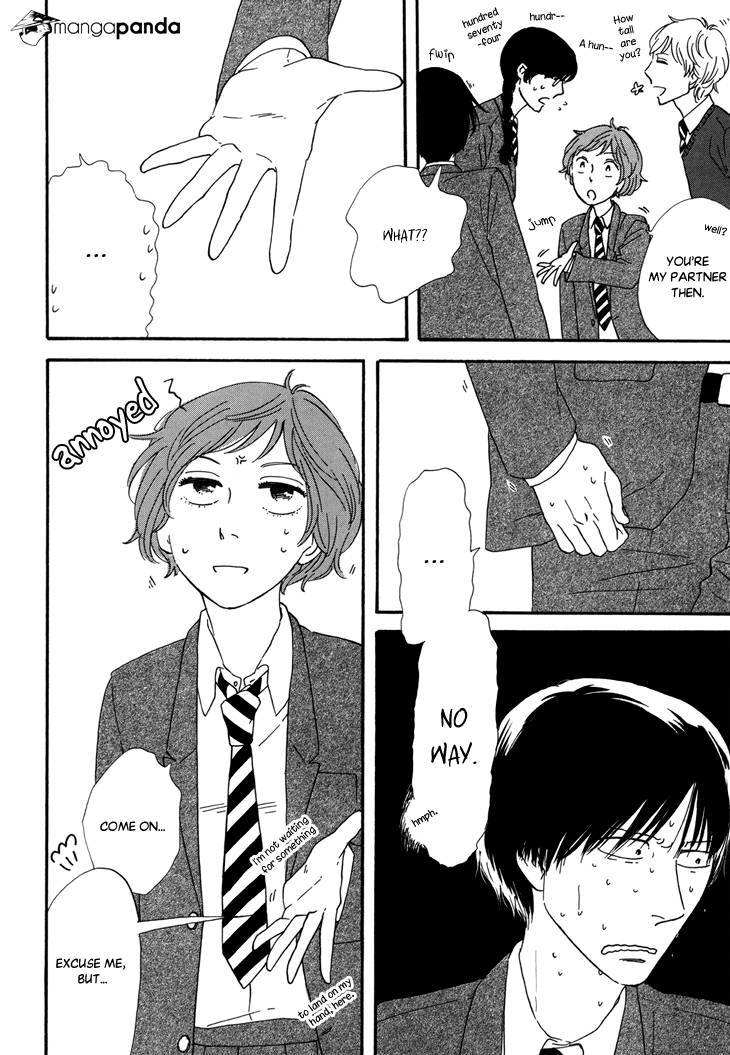 mangapanda
How
tall
are
you?
A hun--
hundr--
hundred
seventy
-four
fwip
well?
YOU'RE
MY PARTNER
THEN.
jump
WHAT??
...
...
NO
WAY.
hmph.
annoyed
COME ON...
i'm not waiting
for something
to land on my
hand, here.
EXCUSE ME,
BUT...